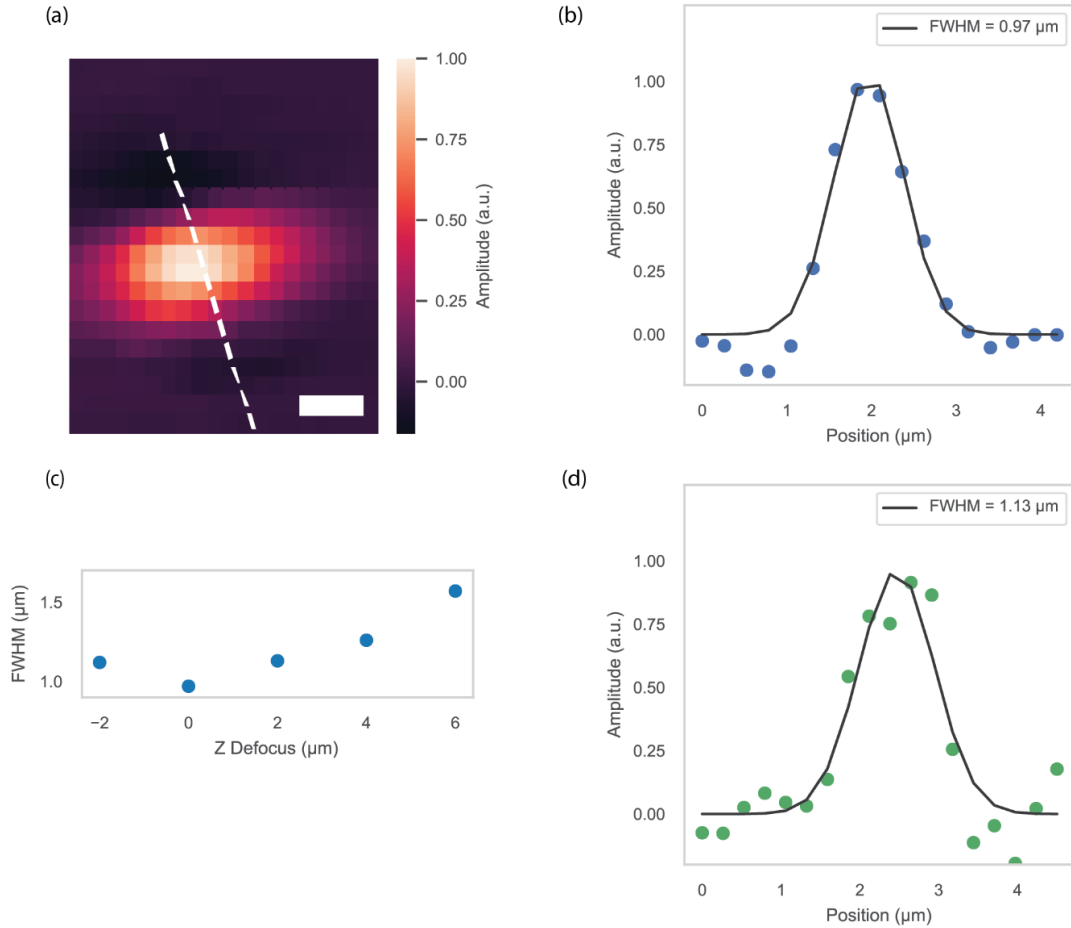 (a)
1.00
0.75
0.50
0.25
0.00
Amplitude (a.u.)
(b)
FWHM = 0.97 µm
1.00
0.75
0.50
0.25
0.00
Amplitude (a.u.)
0 1 2 3 4
Position (µm)
(c)
1.5
1.0
FWHM (µm)
−2 0 2 4 6
Z Defocus (µm)
(d)
FWHM = 1.13 µm
1.00
0.75
0.50
0.25
0.00
Amplitude (a.u.)
0 1 2 3 4
Position (µm)